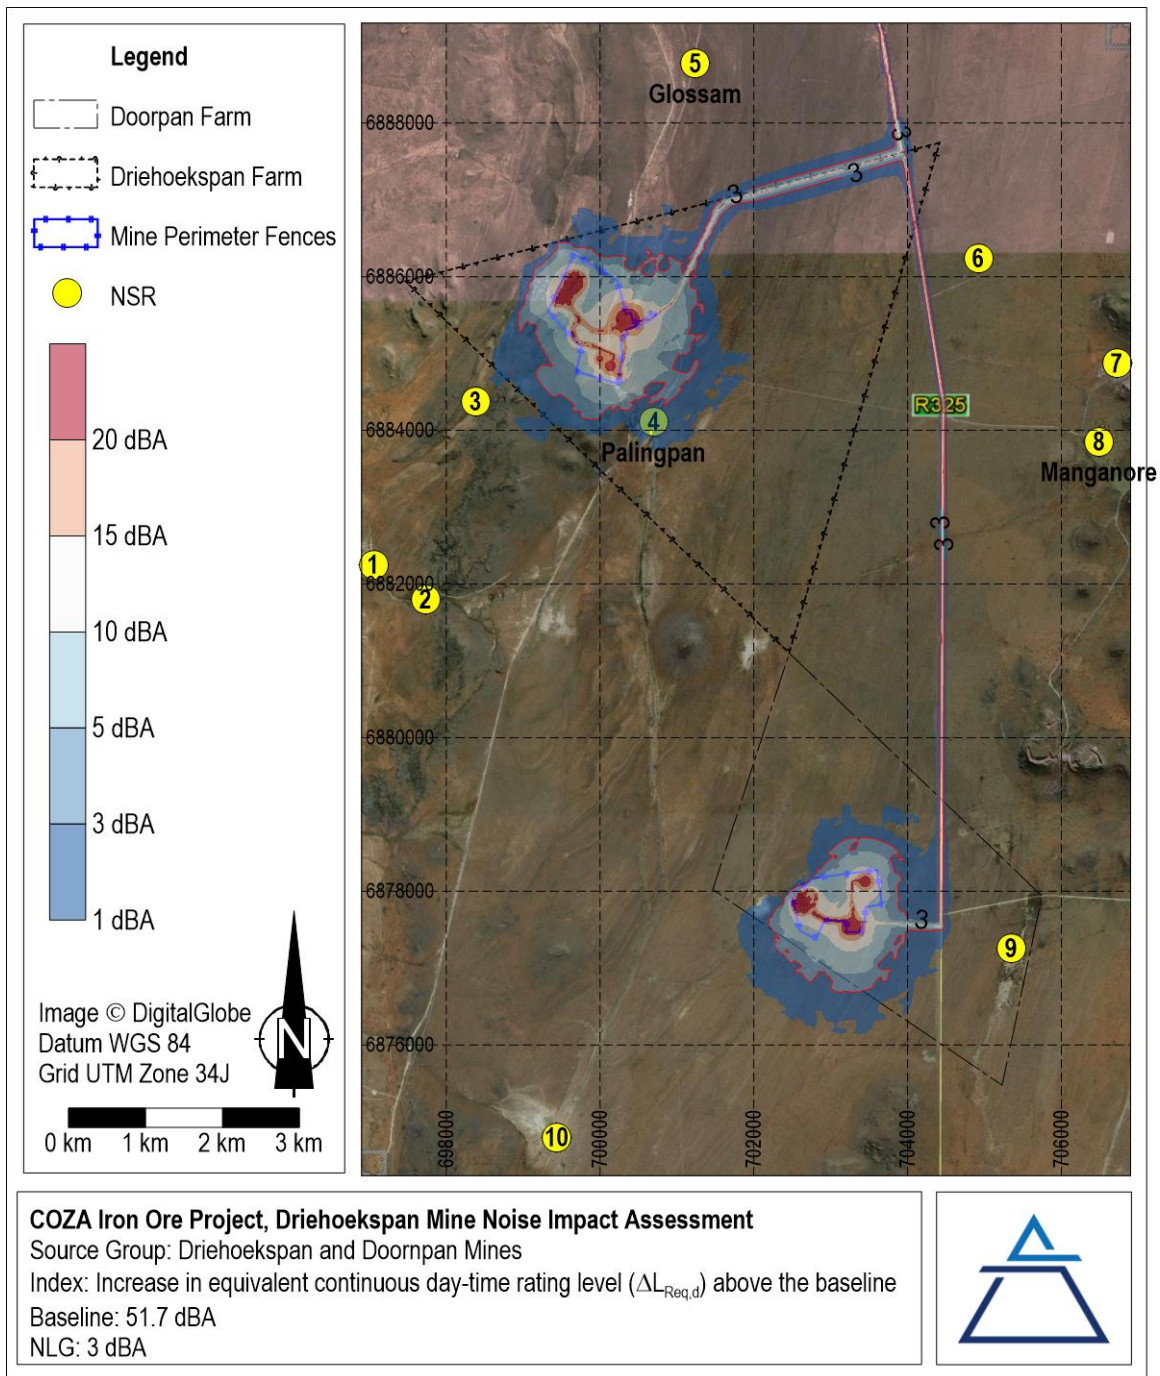 Legend
Doorpan Farm
Driehoekspan Farm
Mine Perimeter Fences
NSR
20 dBA
15 dBA
10 dBA
5 dBA
3 dBA
1 dBA
Image © DigitalGlobe
Datum WGS 84
Grid UTM Zone 34J
N
0 km 1 km 2 km 3 km
5
Glossam
6888000
3
3
3
6
6886000
7
3
R325
4
8
6884000
Palingpan
Manganore
3
3
1
6882000
2
6880000
6878000
3
9
6876000
10
698000
700000
702000
704000
706000
COZA Iron Ore Project, Driehoekspan Mine Noise Impact Assessment
Source Group: Driehoekspan and Doornpan Mines
Index: Increase in equivalent continuous day-time rating level (ΔLReq,d) above the baseline
Baseline: 51.7 dBA
NLG: 3 dBA